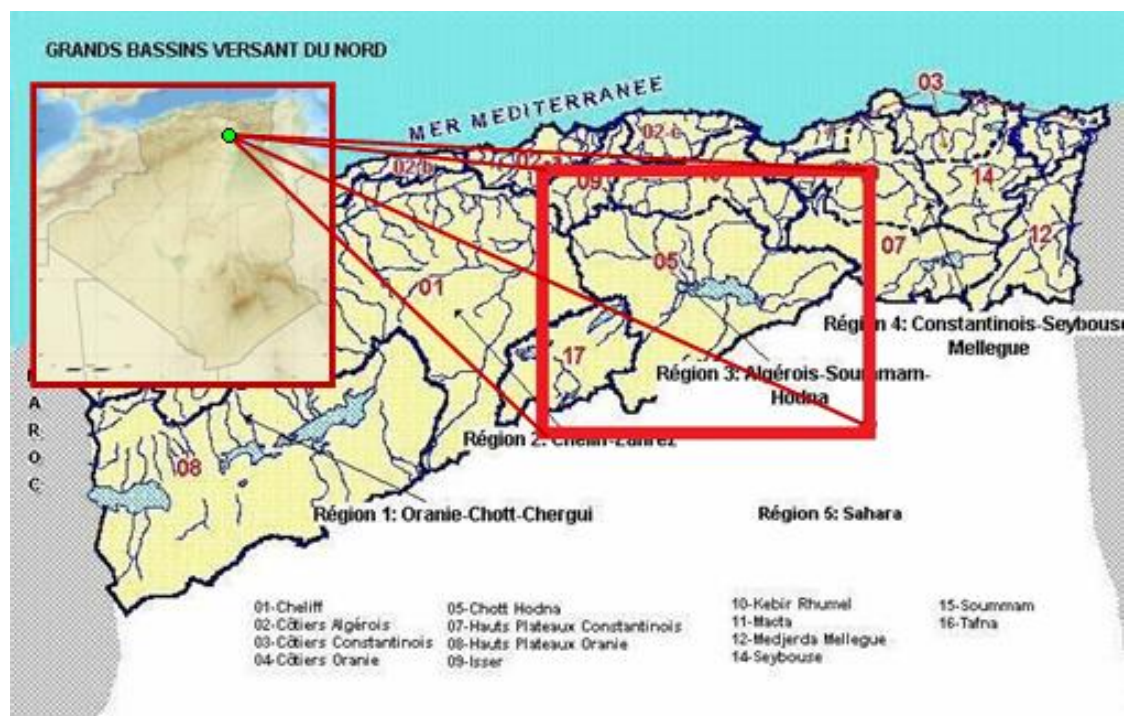 GRANDS BASSINS VERSANT DU NORD
MER MEDITERRANEE
03
02-c
02-b
09
14
07
12
05
01
17
08
A
R
O
C
Région 4: Constantinois-Seybouse
Mellegue
Région 3: Algérois-Soummam-
Hodna
Région 2: Chelif-Zahrez
Région 1: Oranie-Chott-Chergui
Région 5: Sahara
01-Cheliff
02-Côtiers Algérois
03-Côtiers Constantinois
04-Côtiers Oranie
05-Chott Hodna
07-Hauts Plateaux Constantinois
08-Hauts Plateaux Oranie
09-Isser
10-Kebir Rhumel
11-Macta
12-Medjerda Mellegue
14-Seybouse
15-Soummam
16-Tafna